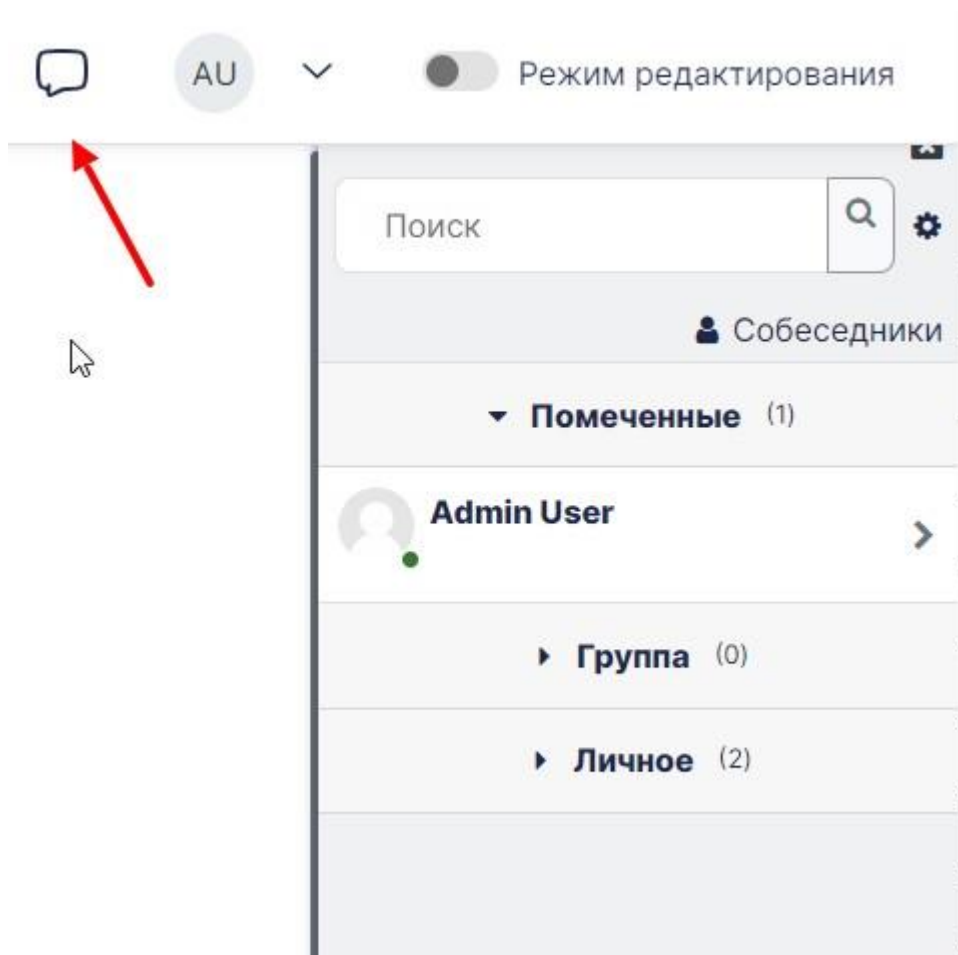 AU Режим редактирования
Поиск
Собеседники
Помеченные (1)
Admin User
Группа (0)
Личное (2)